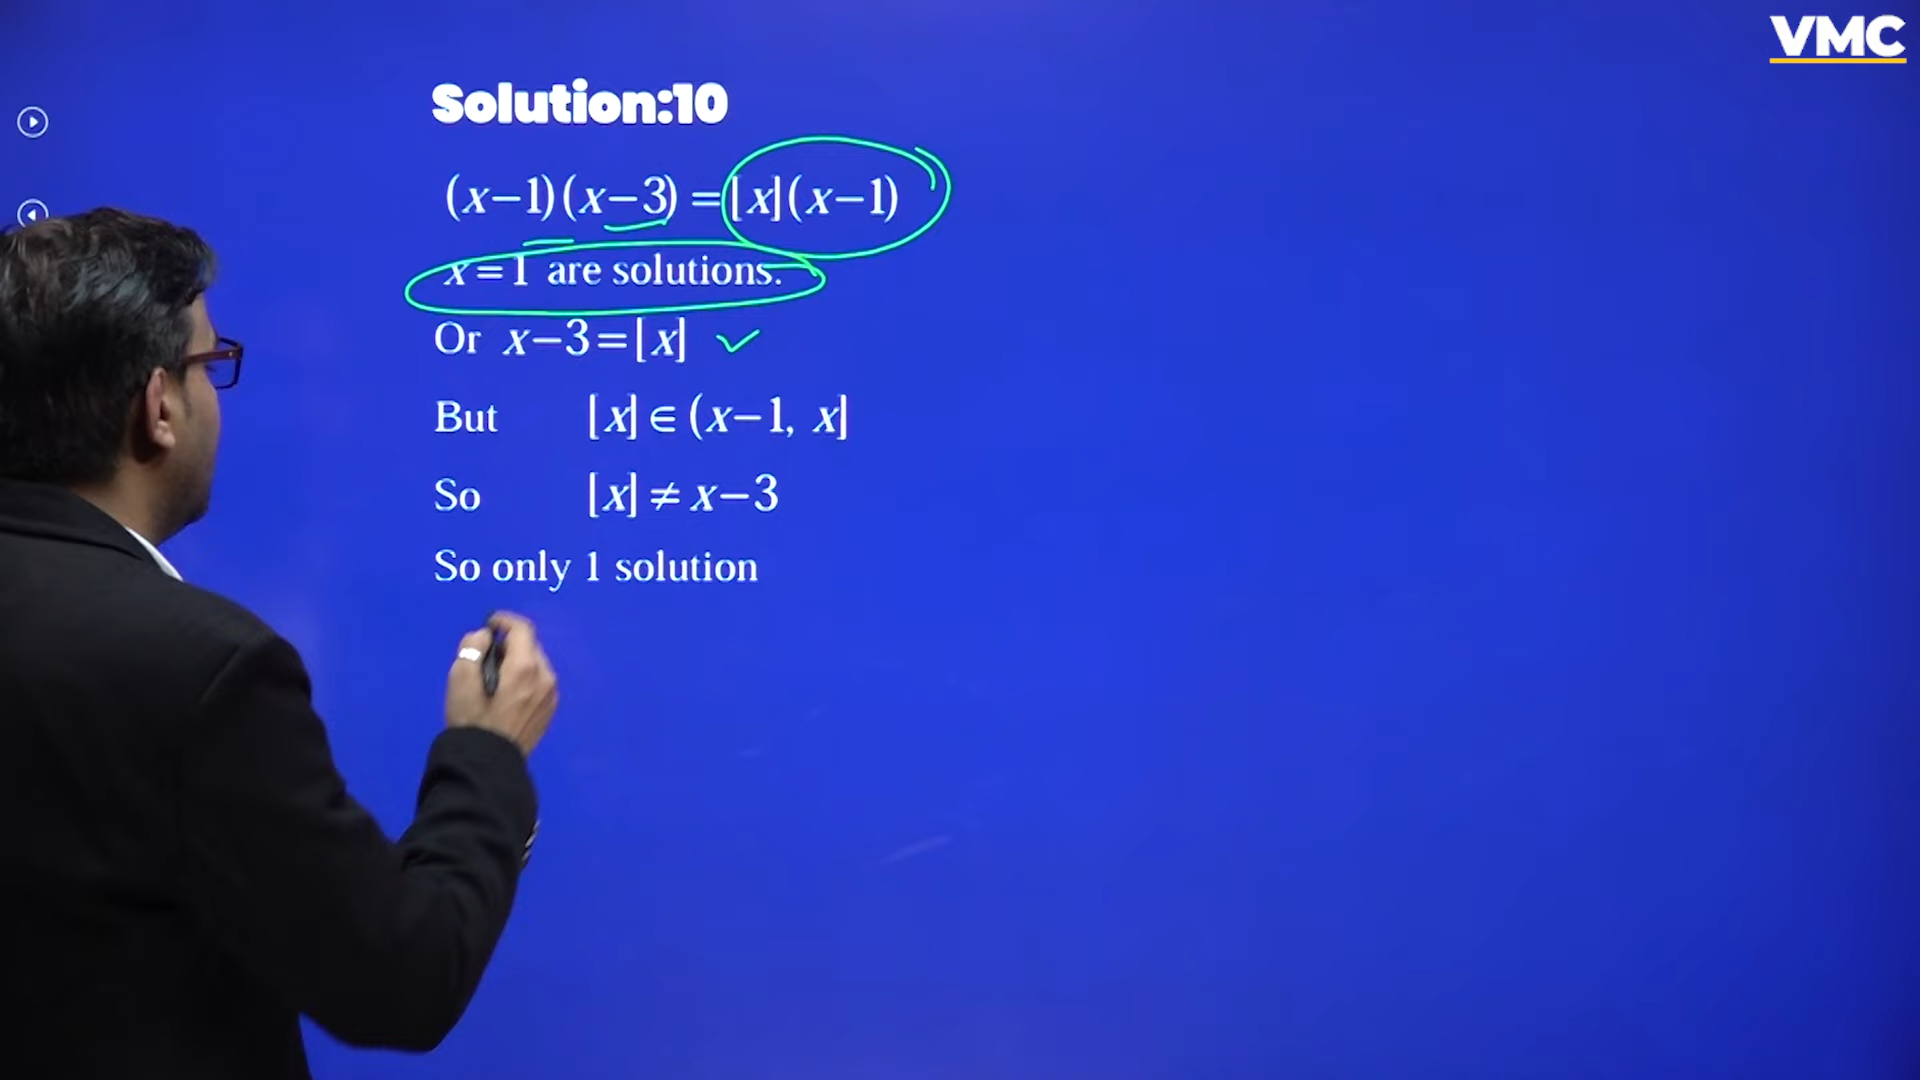 VMC
Solution:10
(x−1)(x−3)=[x](x−1)
x=1 are solutions.
Or x−3=[x] ✓
But [x]∈(x−1, x]
So [x]≠x−3
So only 1 solution